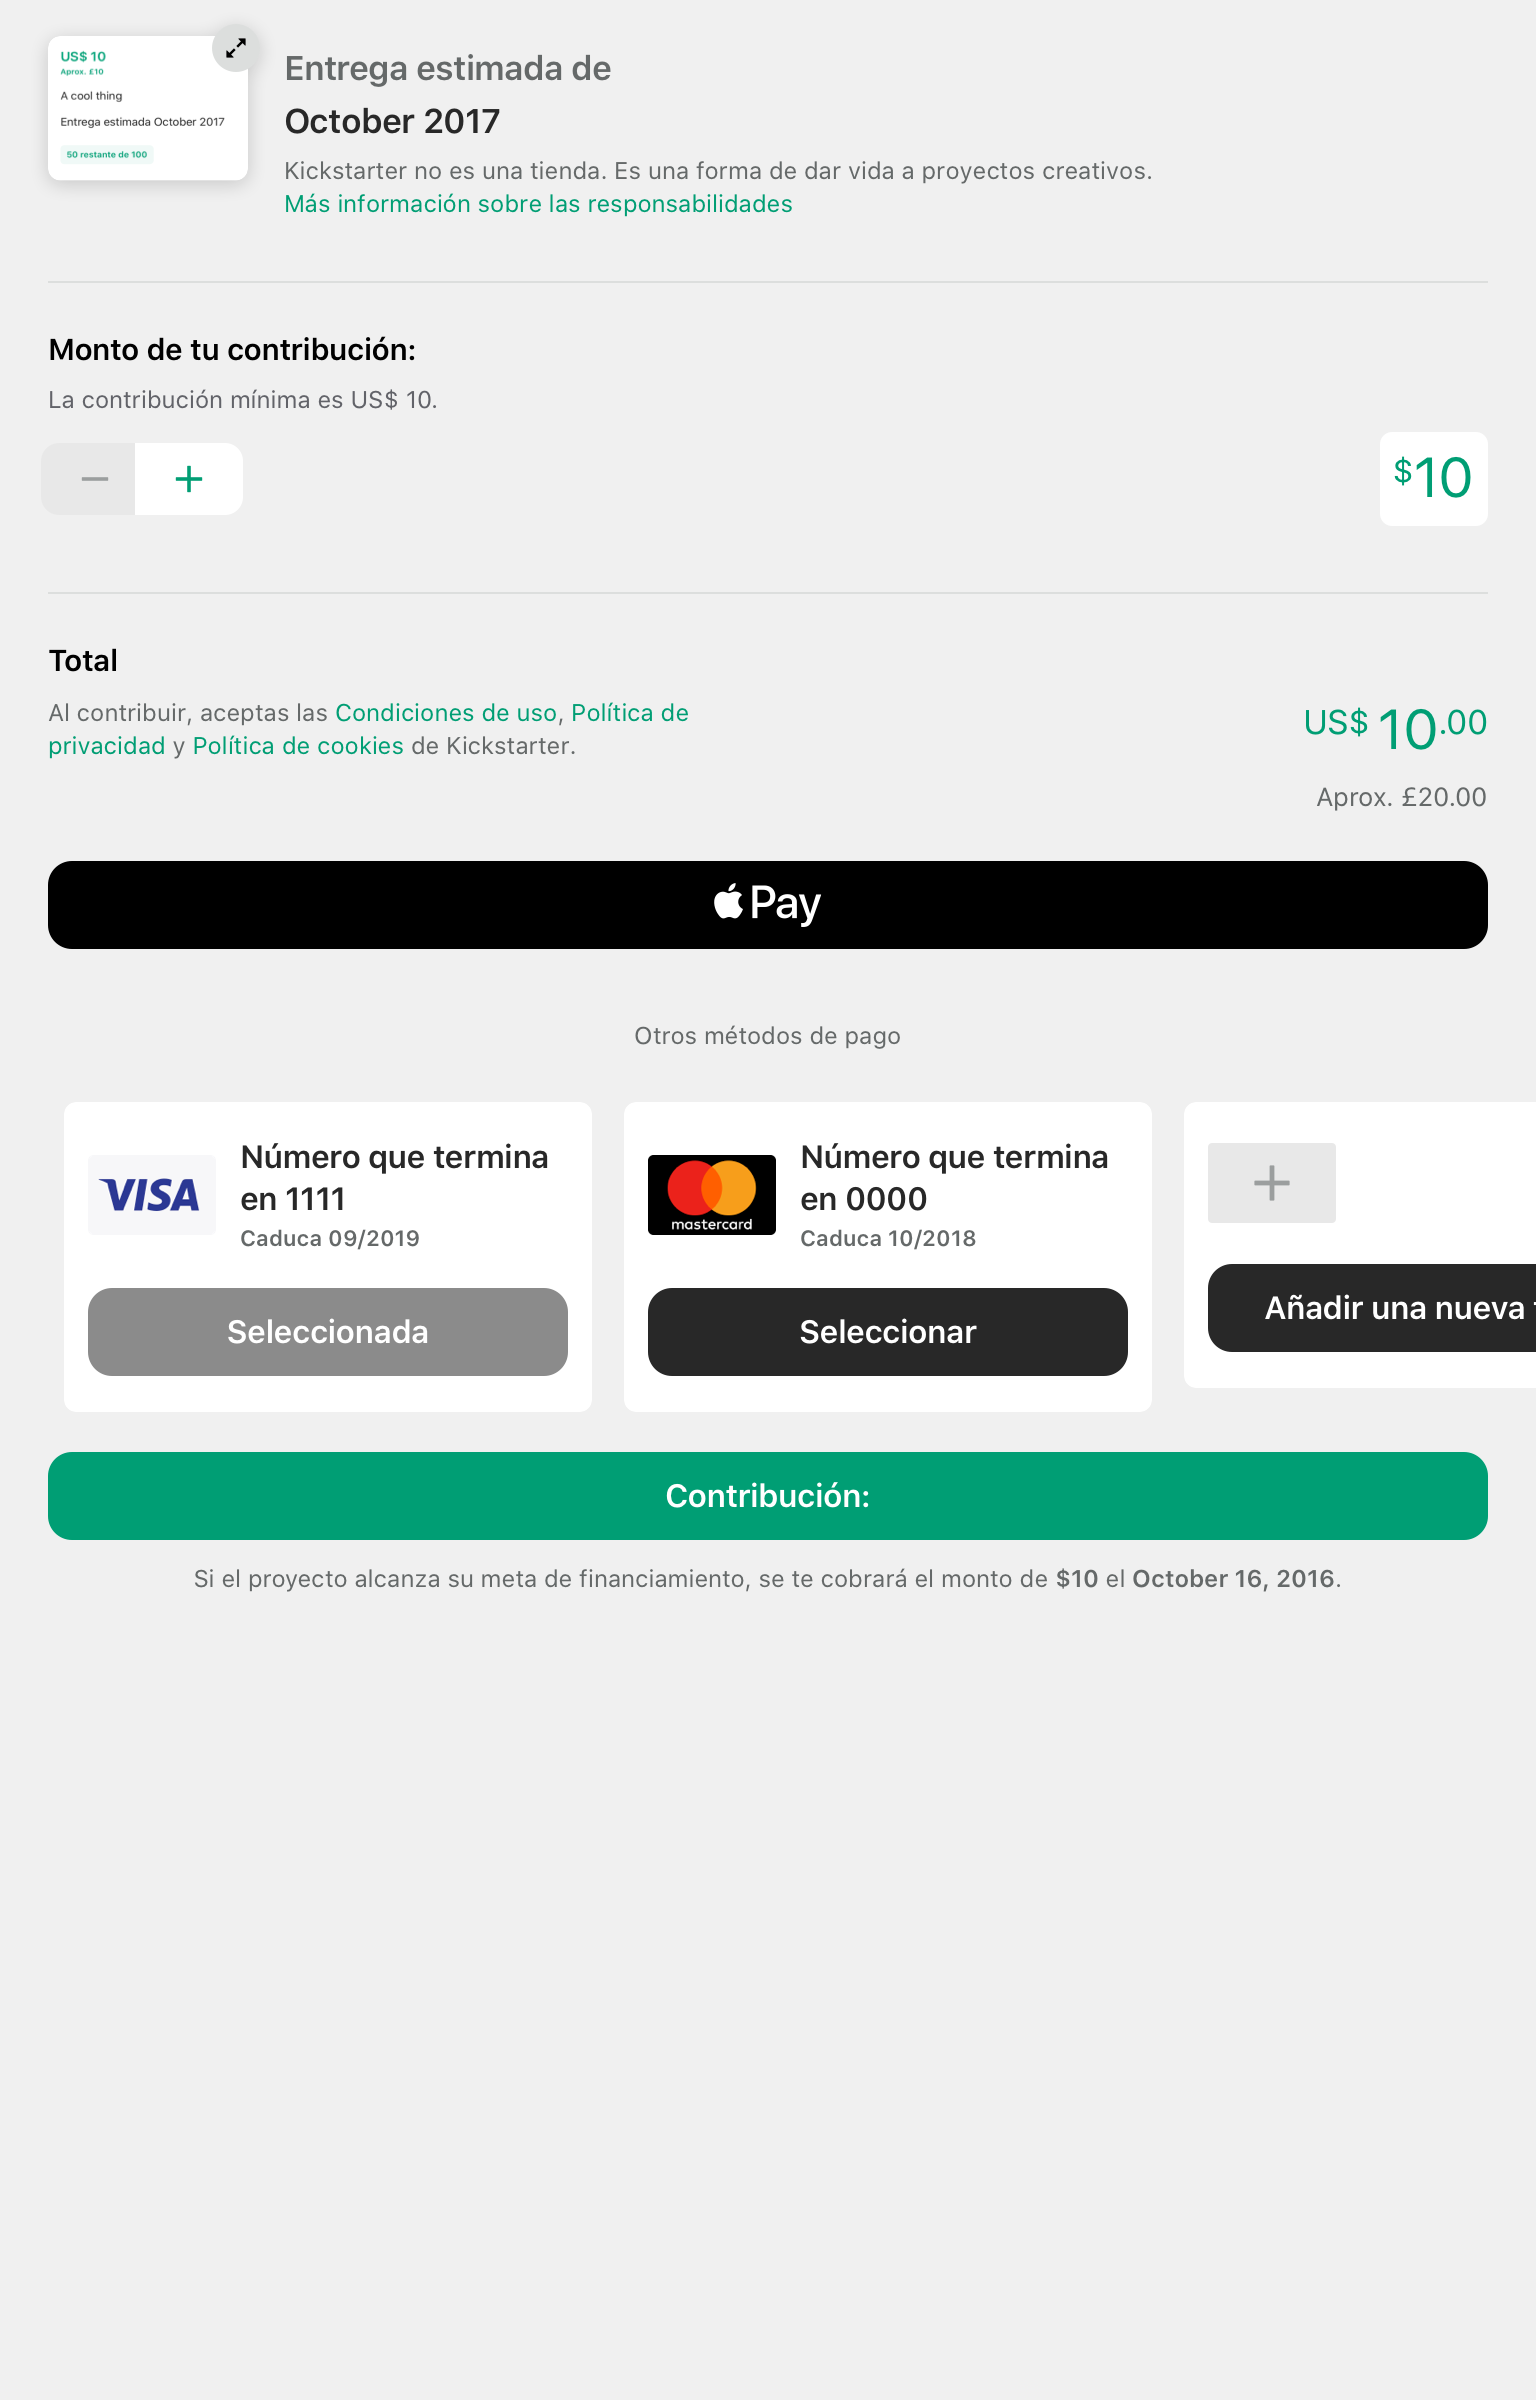 US$ 10
Aprox. £10
A cool thing
Entrega estimada October 2017
50 restante de 100
Entrega estimada de
October 2017
Kickstarter no es una tienda. Es una forma de dar vida a proyectos creativos.
Más información sobre las responsabilidades
Monto de tu contribución:
La contribución mínima es US$ 10.
$10
Total
Al contribuir, aceptas las Condiciones de uso, Política de
privacidad y Política de cookies de Kickstarter.
US$ 10.00
Aprox. £20.00
Pay
Otros métodos de pago
VISA
Número que termina
en 1111
Caduca 09/2019
Seleccionada
mastercard
Número que termina
en 0000
Caduca 10/2018
Seleccionar
Añadir una nueva
Contribución:
Si el proyecto alcanza su meta de financiamiento, se te cobrará el monto de $10 el October 16, 2016.